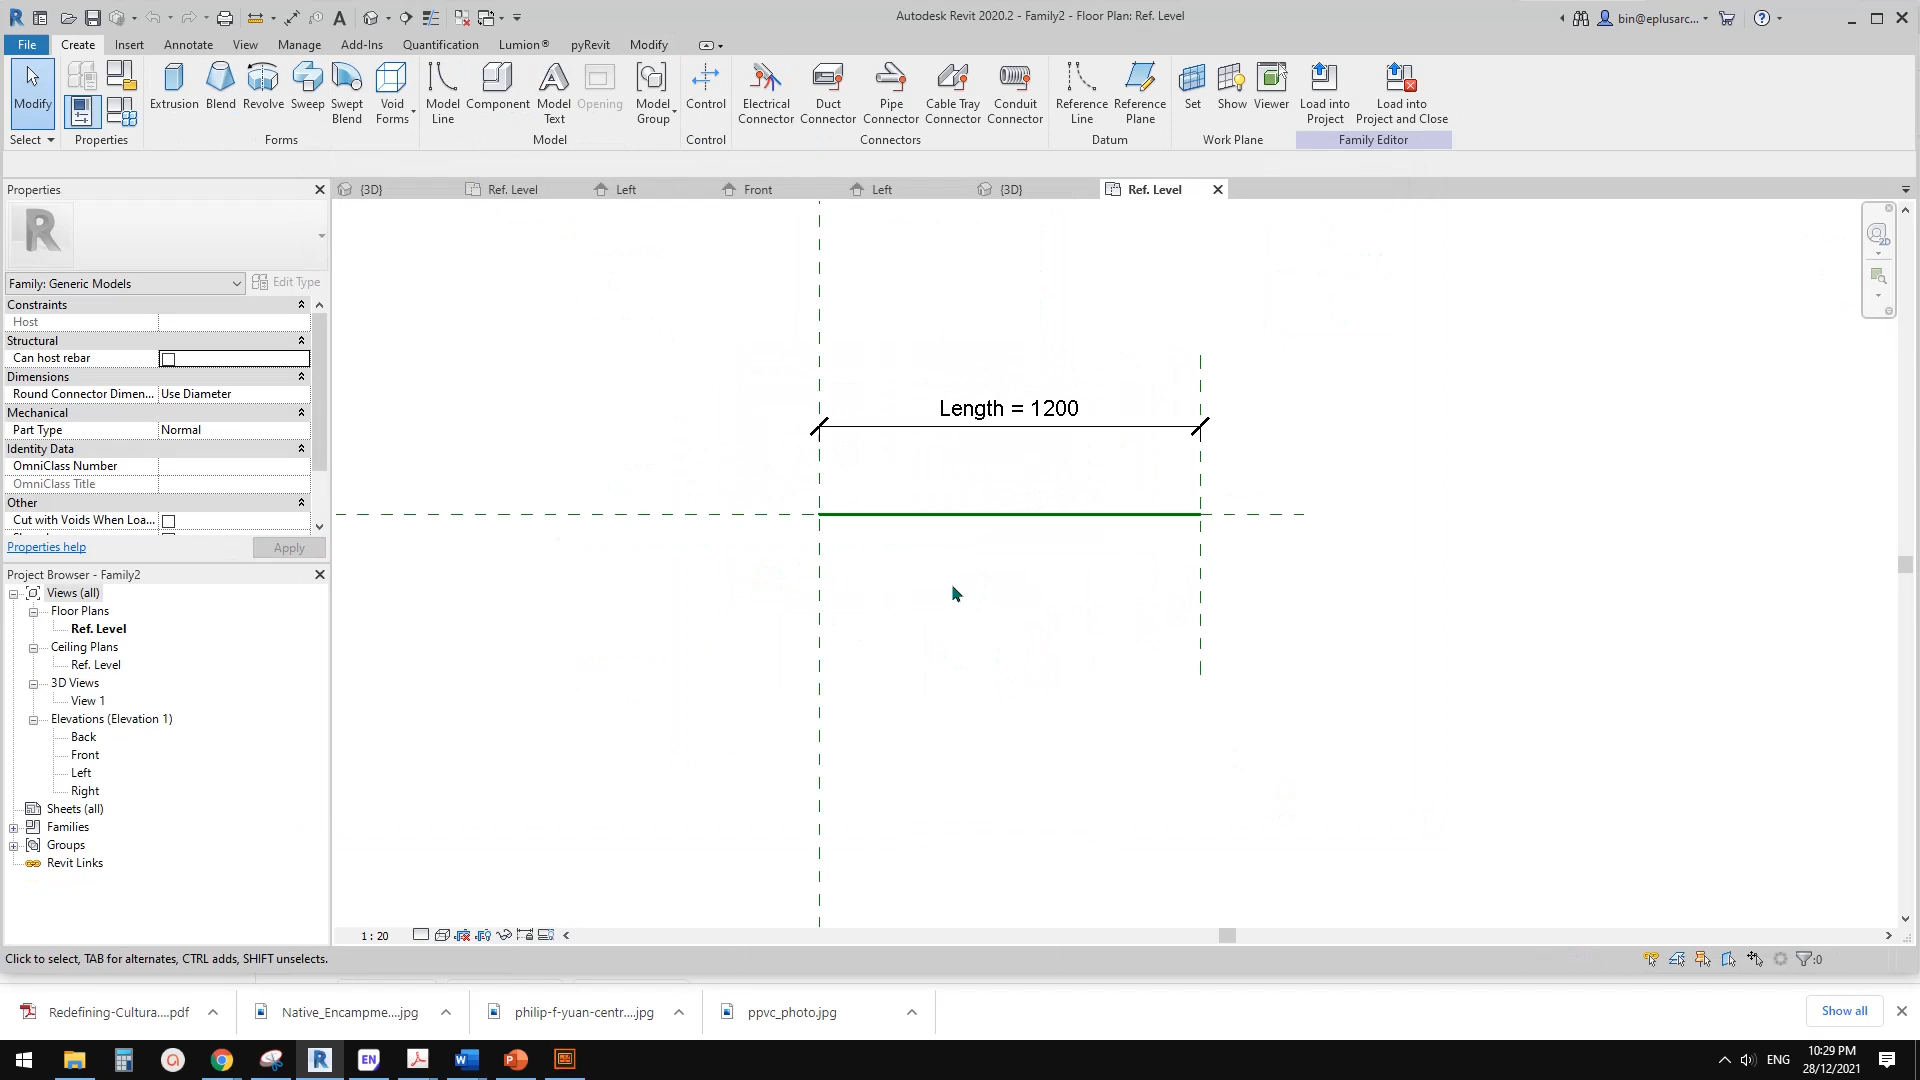 Autodesk Revit 2020.2 - Family2 - Floor Plan: Ref. Level
bin@eplusarc...
File Create Insert Annotate View Manage Add-Ins Quantification Lumion® pyRevit Modify
Modify
Extrusion Blend Revolve Sweep Swept Blend Void Forms
Model Line Component Model Text Opening Model Group
Control
Electrical Connector Duct Connector Pipe Connector Cable Tray Connector Conduit Connector
Reference Line Reference Plane
Set Show Viewer
Load into Project Load into Project and Close
Select Properties Forms Model Control Connectors Datum Work Plane Family Editor
Properties
{3D} Ref. Level Left Front Left {3D} Ref. Level
Family: Generic Models Edit Type
Constraints
Host
Structural
Can host rebar
Dimensions
Round Connector Dimen... Use Diameter
Mechanical
Part Type Normal
Identity Data
OmniClass Number
OmniClass Title
Other
Cut with Voids When Loa...
Properties help Apply
Project Browser - Family2
Views (all)
Floor Plans
Ref. Level
Ceiling Plans
Ref. Level
3D Views
View 1
Elevations (Elevation 1)
Back
Front
Left
Right
Sheets (all)
Families
Groups
Revit Links
Length = 1200
2D
1 : 20
Click to select, TAB for alternates, CTRL adds, SHIFT unselects.
:0
Redefining-Cultura....pdf Native_Encampme....jpg philip-f-yuan-centr....jpg ppvc_photo.jpg Show all
EN
ENG
10:29 PM
28/12/2021